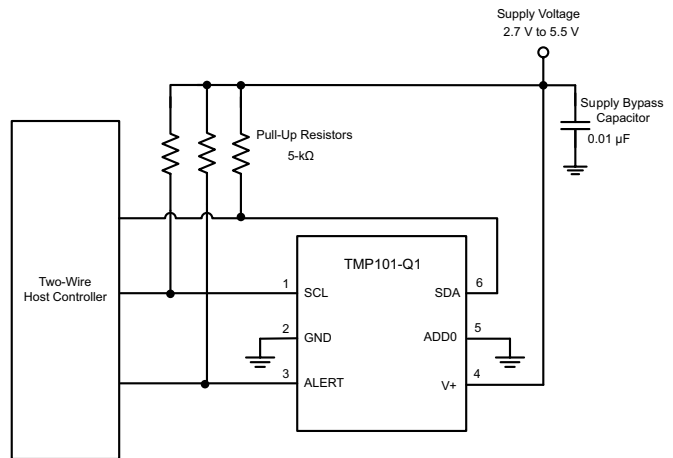 Supply Voltage
2.7 V to 5.5 V
Supply Bypass
Capacitor
0.01 µF
Pull-Up Resistors
5-kΩ
Two-Wire
Host Controller
TMP101-Q1
1
SCL
SDA
6
2
GND
ADD0
5
3
ALERT
V+
4